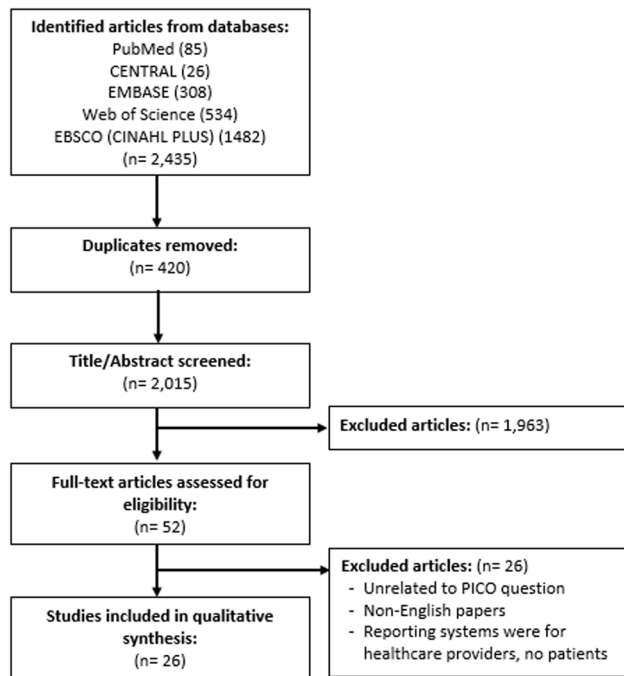 Identified articles from databases:
PubMed (85)
CENTRAL (26)
EMBASE (308)
Web of Science (534)
EBSCO (CINAHL PLUS) (1482)
(n= 2,435)
Duplicates removed:
(n= 420)
Title/Abstract screened:
(n= 2,015)
Excluded articles: (n= 1,963)
Full-text articles assessed for
eligibility:
(n= 52)
Excluded articles: (n= 26)
- Unrelated to PICO question
- Non-English papers
- Reporting systems were for
healthcare providers, no patients
Studies included in qualitative
synthesis:
(n= 26)